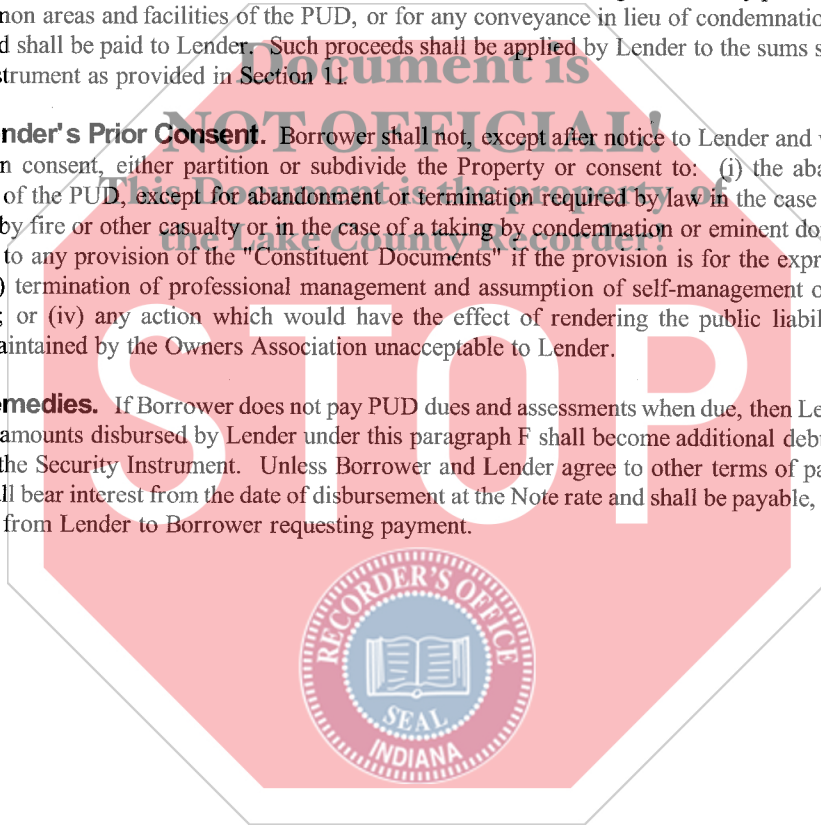 non areas and facilities of the PUD, or for any conveyance in lieu of condemnatio
d shall be paid to Lender. Such proceeds shall be applied by Lender to the sums s
strument as provided in Section 11.
nder's Prior Consent. Borrower shall not, except after notice to Lender and
n consent, either partition or subdivide the Property or consent to: (i) the aba
of the PUD, except for abandonment or termination required by law in the case
by fire or other casualty or in the case of a taking by condemnation or eminent do
to any provision of the "Constituent Documents" if the provision is for the expr
) termination of professional management and assumption of self-management o
; or (iv) any action which would have the effect of rendering the public liabil
aintained by the Owners Association unacceptable to Lender.
medies. If Borrower does not pay PUD dues and assessments when due, then Le
amounts disbursed by Lender under this paragraph F shall become additional deb
the Security Instrument. Unless Borrower and Lender agree to other terms of pa
ll bear interest from the date of disbursement at the Note rate and shall be payable,
from Lender to Borrower requesting payment.
Document is
NOT OFFICIAL!
This Document is the property of
the Lake County Recorder!
STOP
RECORDER'S OFFICE
SEAL
INDIANA